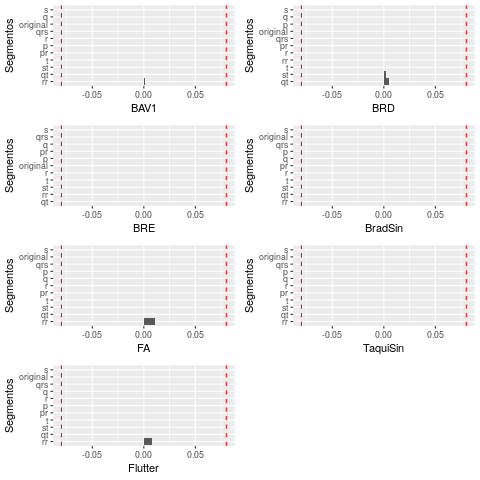 Segmentos
s
q
original
qrs
r
p
pr
t
st
qt
rr
-0.05 0.00 0.05
BAV1
Segmentos
s
q
p
original
qrs
r
pr
rr
t
st
qt
-0.05 0.00 0.05
BRD
Segmentos
s
qrs
q
pr
p
original
r
t
st
rr
qt
-0.05 0.00 0.05
BRE
Segmentos
s
original
qrs
p
q
pr
r
t
st
rr
qt
-0.05 0.00 0.05
BradSin
Segmentos
s
original
qrs
p
q
r
pr
t
st
qt
rr
-0.05 0.00 0.05
FA
Segmentos
s
original
qrs
p
q
r
pr
t
st
qt
rr
-0.05 0.00 0.05
TaquiSin
Segmentos
s
original
qrs
q
r
p
pr
t
st
qt
rr
-0.05 0.00 0.05
Flutter